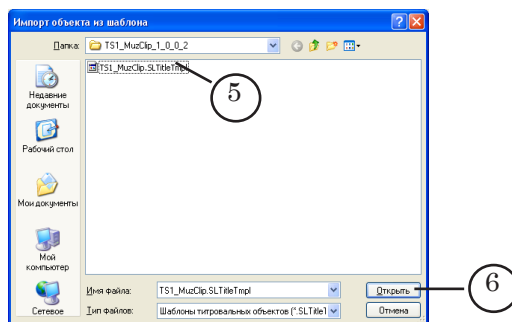 Импорт объекта из шаблона
Папка: TS1_MuzClip_1_0_0_2
TS1_MuzClip.SLTitleTmpl
5
Недавние
документы
Рабочий стол
Мои документы
Мой
компьютер
Сетевое
Имя файла: TS1_MuzClip.SLTitleTmpl Открыть
6
Тип файлов: Шаблоны титровальных объектов (*.SLTitleT Отмена